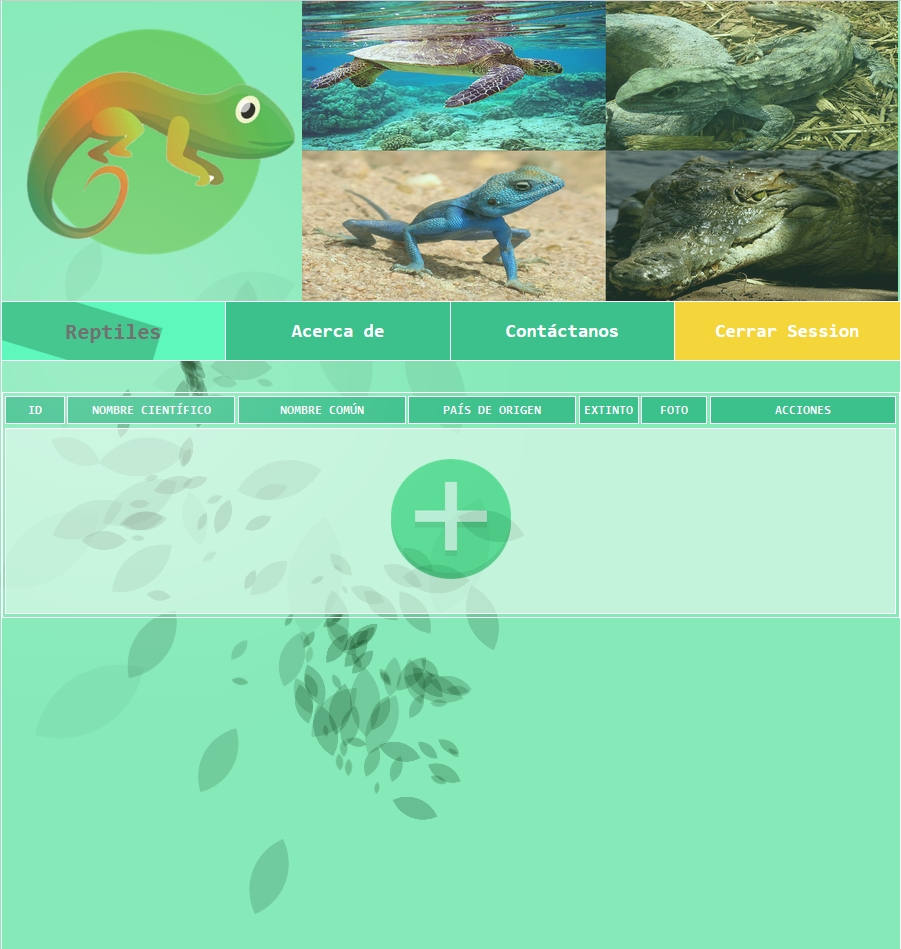 Reptiles Acerca de Contáctanos Cerrar Session
ID NOMBRE CIENTÍFICO NOMBRE COMÚN PAÍS DE ORIGEN EXTINTO FOTO ACCIONES